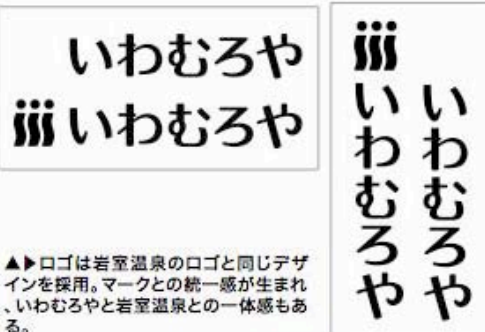 いわむろや
いわむろや
▲▶ロゴは岩室温泉のロゴと同じデザ
インを採用。マークとの統一感が生まれ
、いわむろやと岩室温泉との一体感もあ
る。
いわむろや
いわむろや